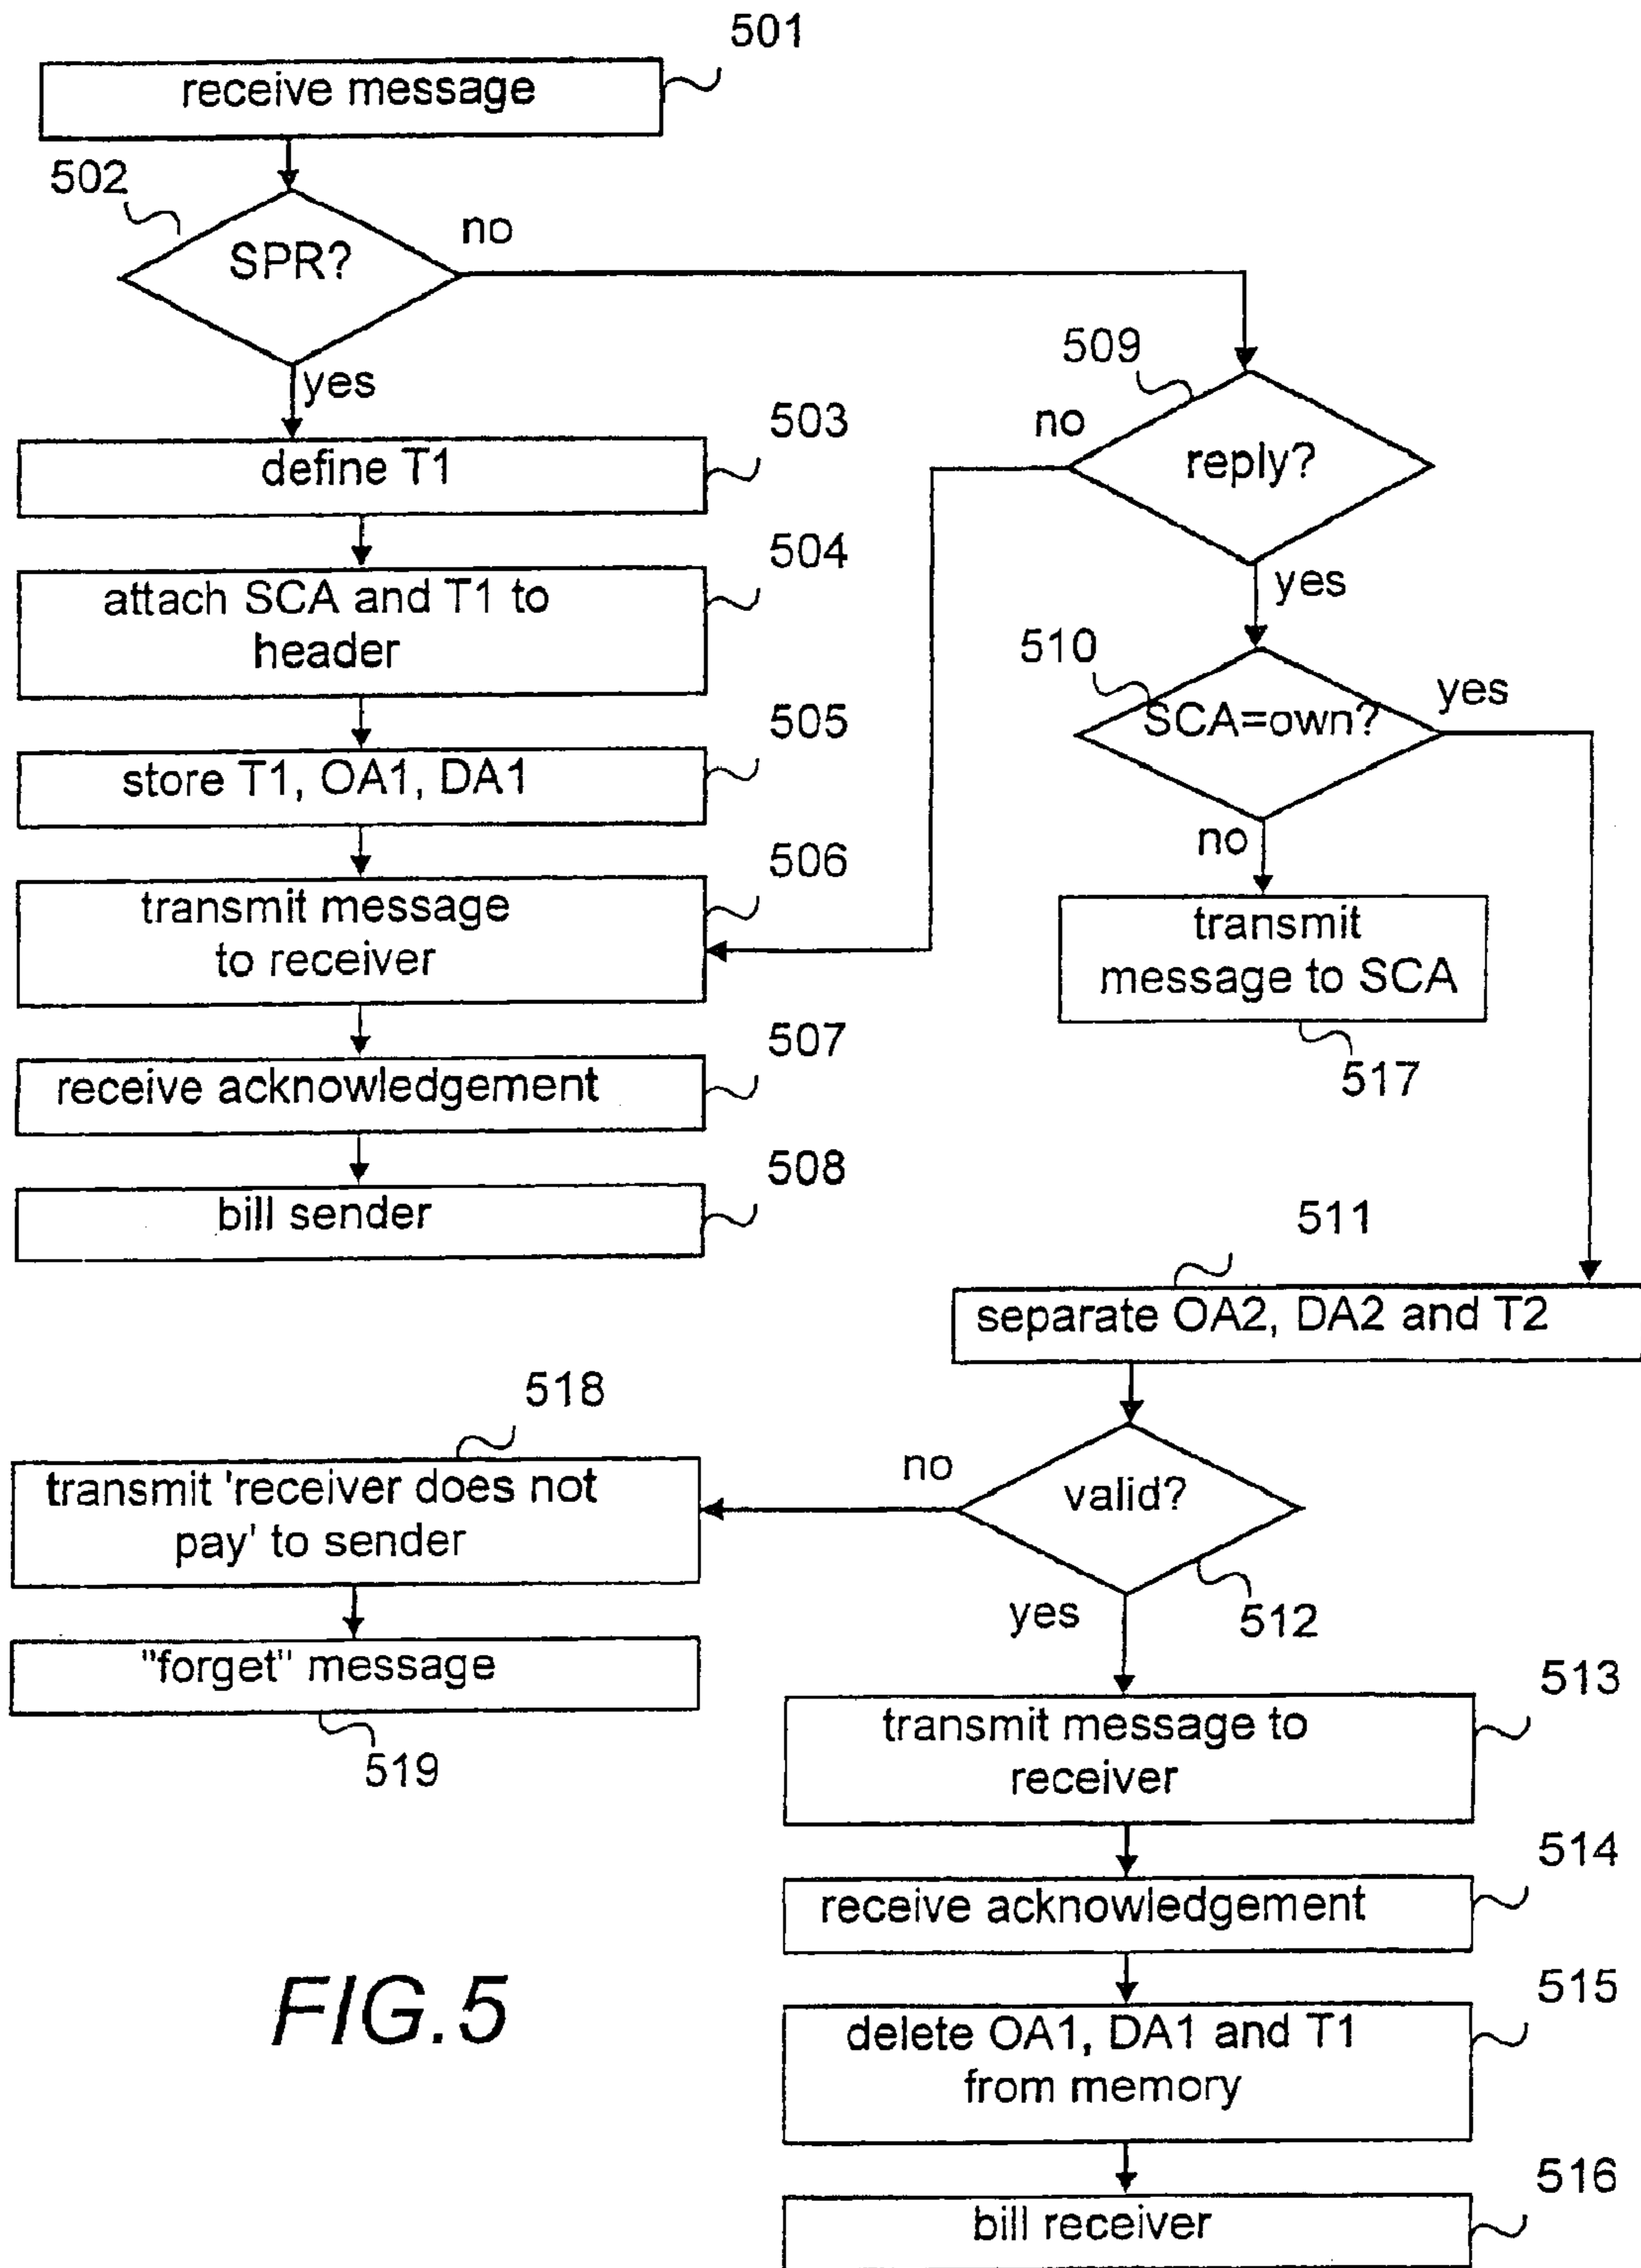 501
receive message
502
SPR?
no
yes
503
define T1
504
attach SCA and T1 to
header
505
store T1, OA1, DA1
506
transmit message
to receiver
507
receive acknowledgement
508
bill sender
509
no
reply?
yes
510
SCA=own?
yes
no
transmit
message to SCA
517
511
separate OA2, DA2 and T2
518
transmit 'receiver does not
pay' to sender
no
valid?
yes
512
"forget" message
519
513
transmit message to
receiver
514
receive acknowledgement
515
delete OA1, DA1 and T1
from memory
516
bill receiver
FIG.5